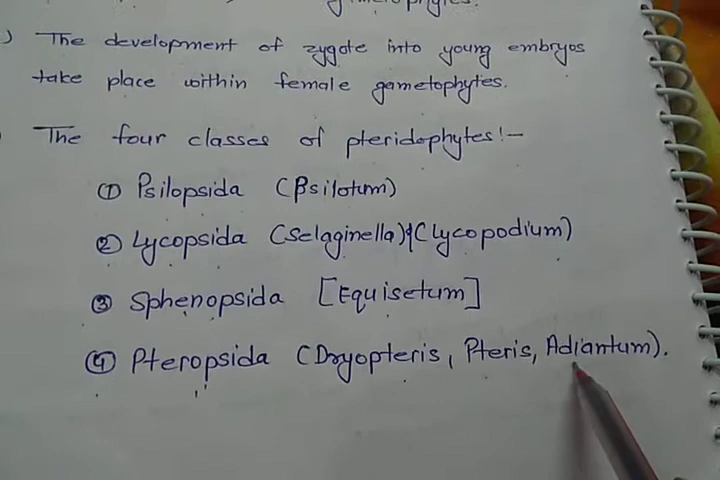 gametophytes.
) The development of zygote into young embryos
take place within female gametophytes.
The four classes of pteridophytes:-
① Psilopsida (Psilotum)
② Lycopsida (Selaginella)&(Lycopodium)
③ Sphenopsida [Equisetum]
④ Pteropsida (Dryopteris, Pteris, Adiantum).